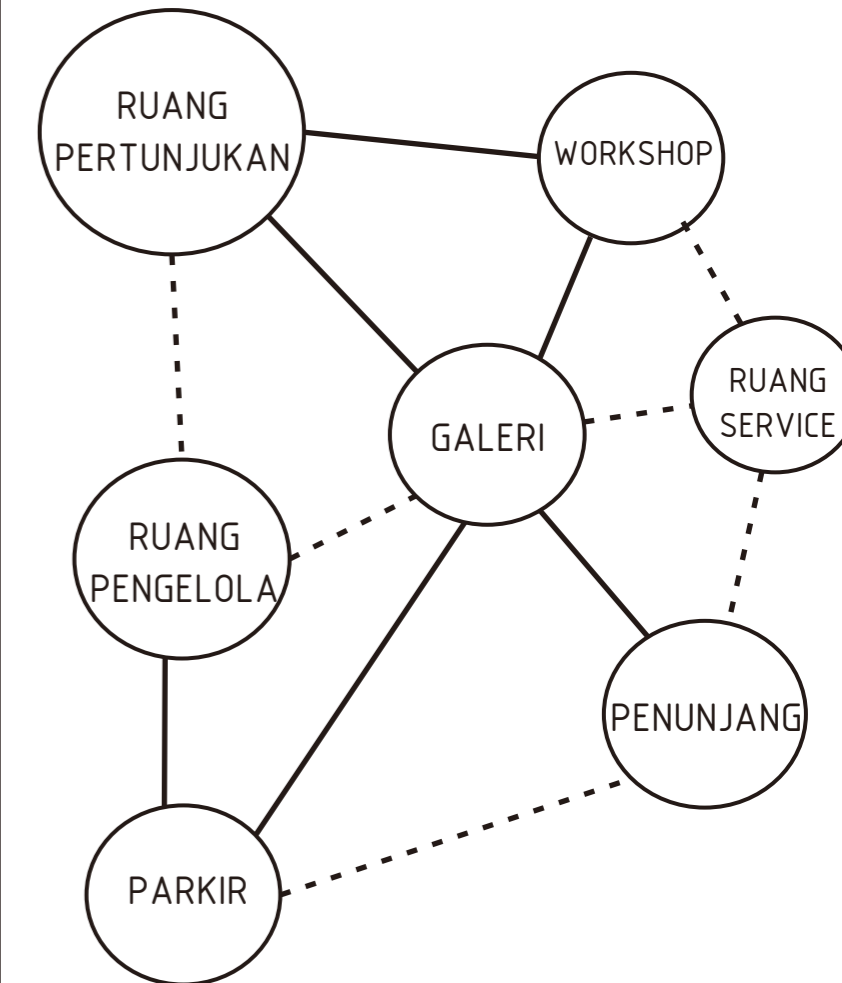 RUANG
PERTUNJUKAN
WORKSHOP
RUANG
SERVICE
GALERI
RUANG
PENGELOLA
PENUNJANG
PARKIR